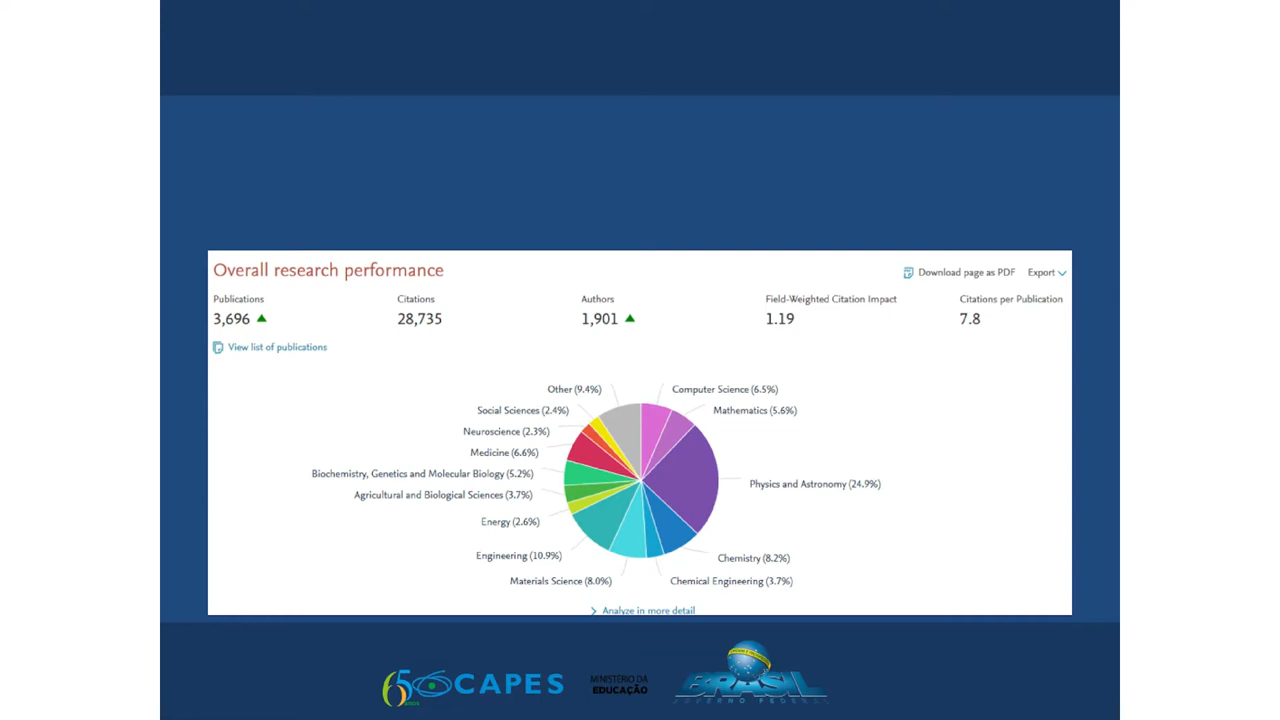 Overall research performance
Download page as PDF Export
Publications Citations Authors Field-Weighted Citation Impact Citations per Publication
3,696 28,735 1,901 1.19 7.8
View list of publications
Other (9.4%) Computer Science (6.5%)
Social Sciences (2.4%) Mathematics (5.6%)
Neuroscience (2.3%)
Medicine (6.6%)
Biochemistry, Genetics and Molecular Biology (5.2%)
Physics and Astronomy (24.9%)
Agricultural and Biological Sciences (3.7%)
Energy (2.6%)
Engineering (10.9%) Chemistry (8.2%)
Materials Science (8.0%) Chemical Engineering (3.7%)
Analyze in more detail
65 CAPES
anos
MINISTÉRIO DA
EDUCAÇÃO
BRASIL
GOVERNO FEDERAL